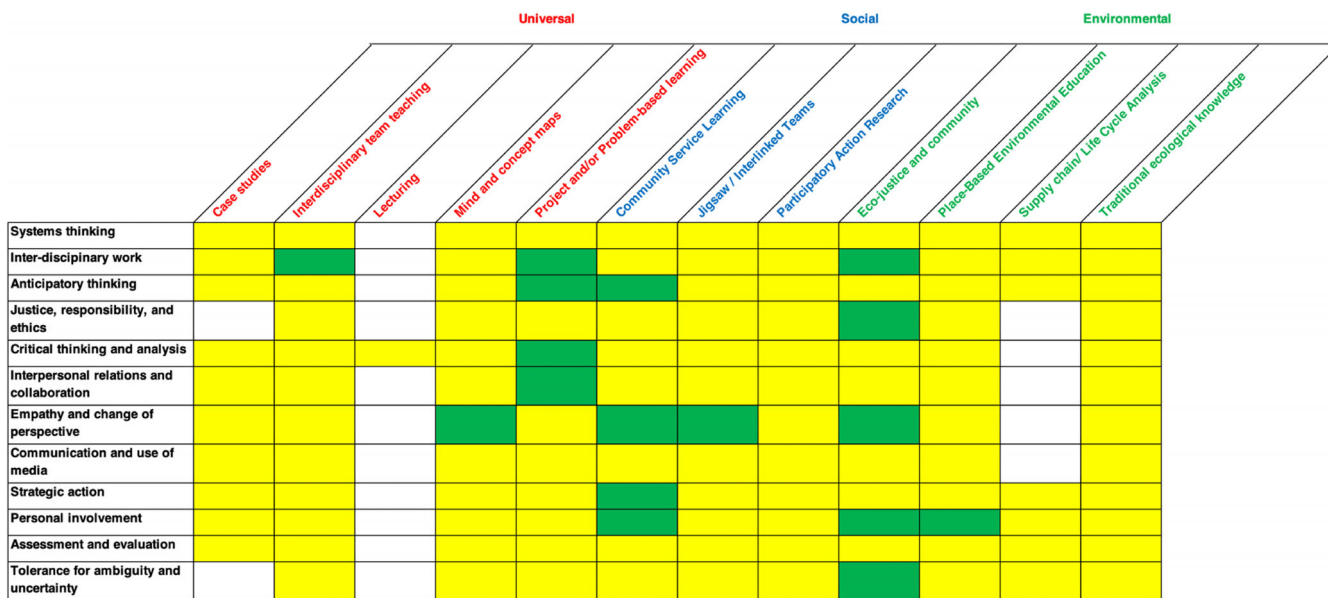 Universal
Social
Environmental
Case studies
Interdisciplinary team teaching
Lecturing
Mind and concept maps
Project and/or Problem-based learning
Community Service Learning
Jigsaw / Interlinked Teams
Participatory Action Research
Eco-justice and community
Place-Based Environmental Education
Supply chain/ Life Cycle Analysis
Traditional ecological knowledge
Systems thinking
Inter-discipinary work
Anticipatory thinking
Justice, responsibility, and
ethics
Critical thinking and analysis
Interpersonal relations and
collaboration
Empathy and change of
perspective
Communication and use of
media
Strategic action
Personal involvement
Assessment and evaluation
Tolerance for ambiguity and
uncertainty